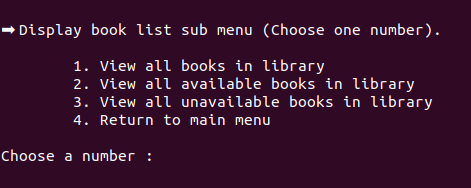 ➡Display book list sub menu (Choose one number).
1. View all books in library
2. View all available books in library
3. View all unavailable books in library
4. Return to main menu
Choose a number :